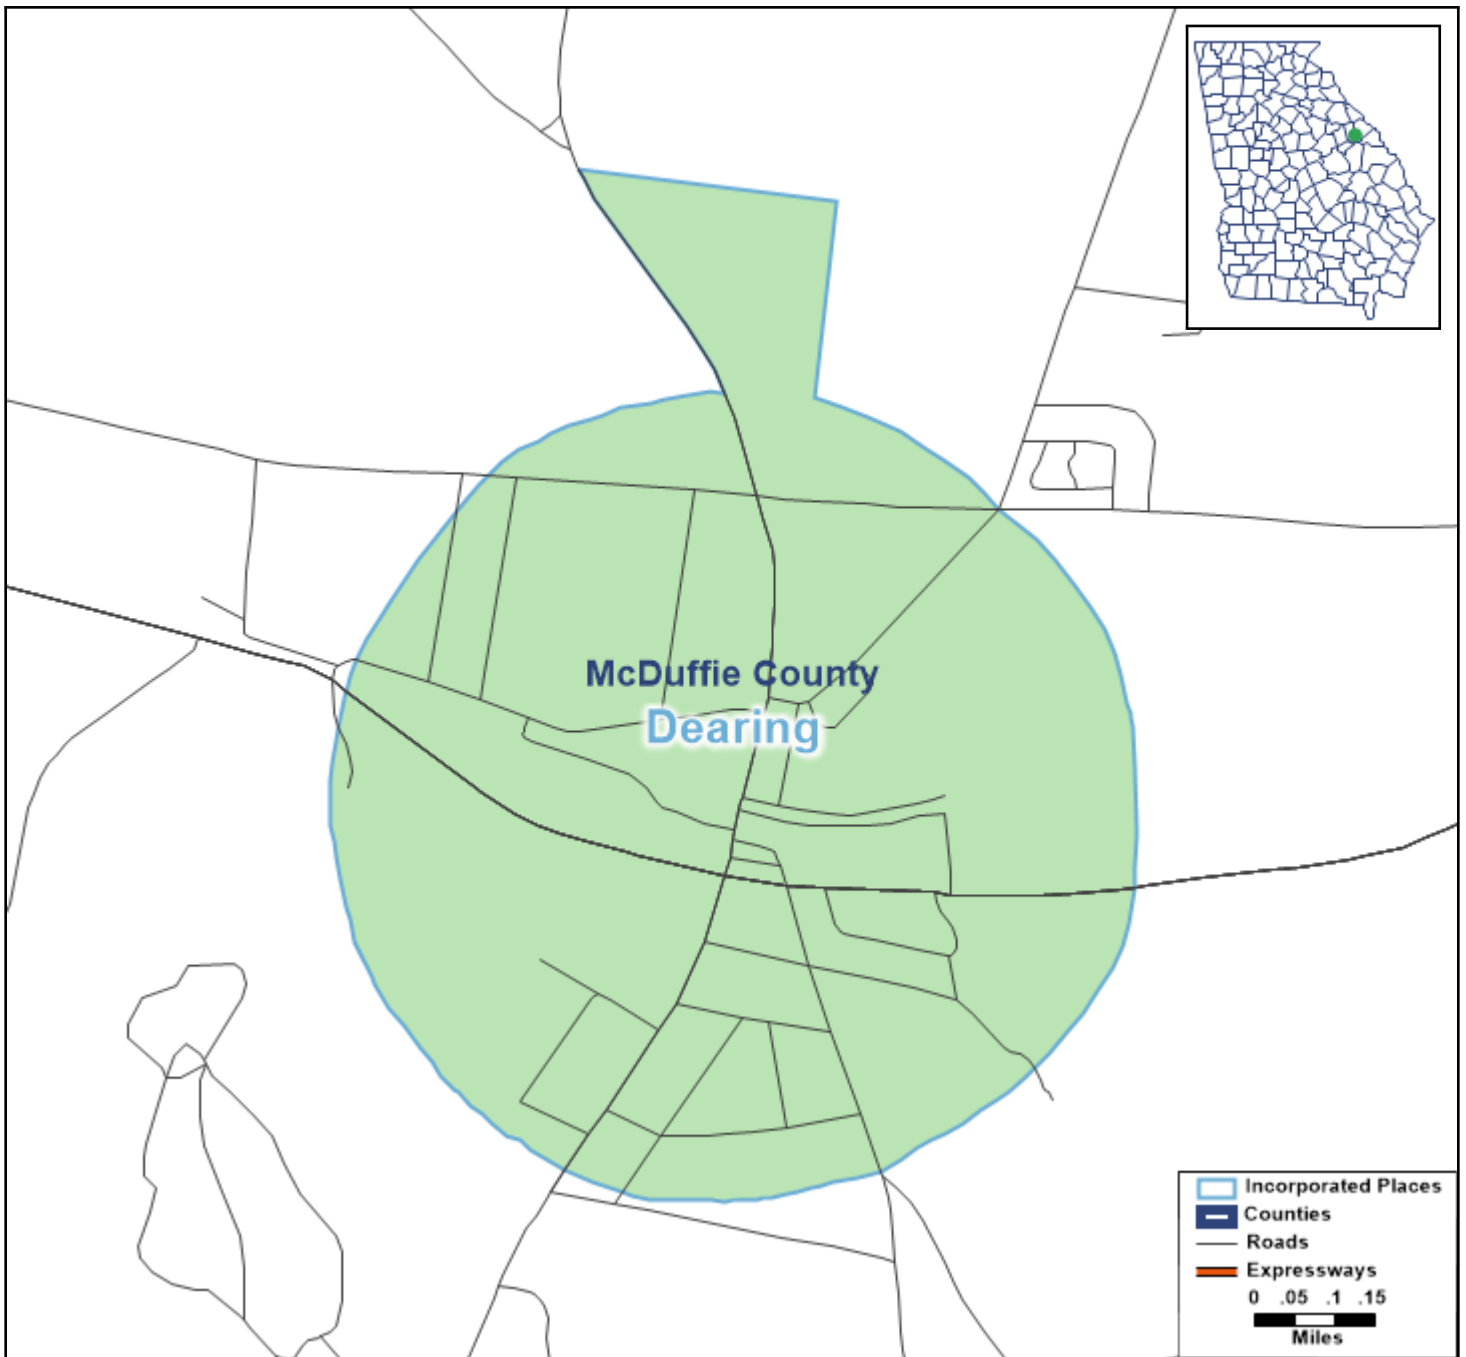 McDuffie County
Dearing
Incorporated Places
Counties
Roads
Expressways
0 .05 .1 .15
Miles